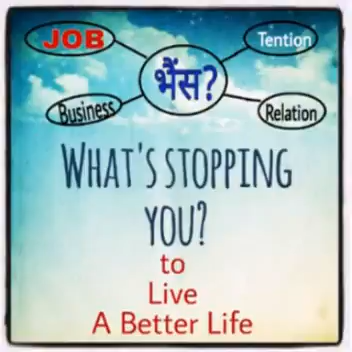 JOB
Tention
भैंस?
Business
Relation
WHAT'S STOPPING
YOU?
to
Live
A Better Life